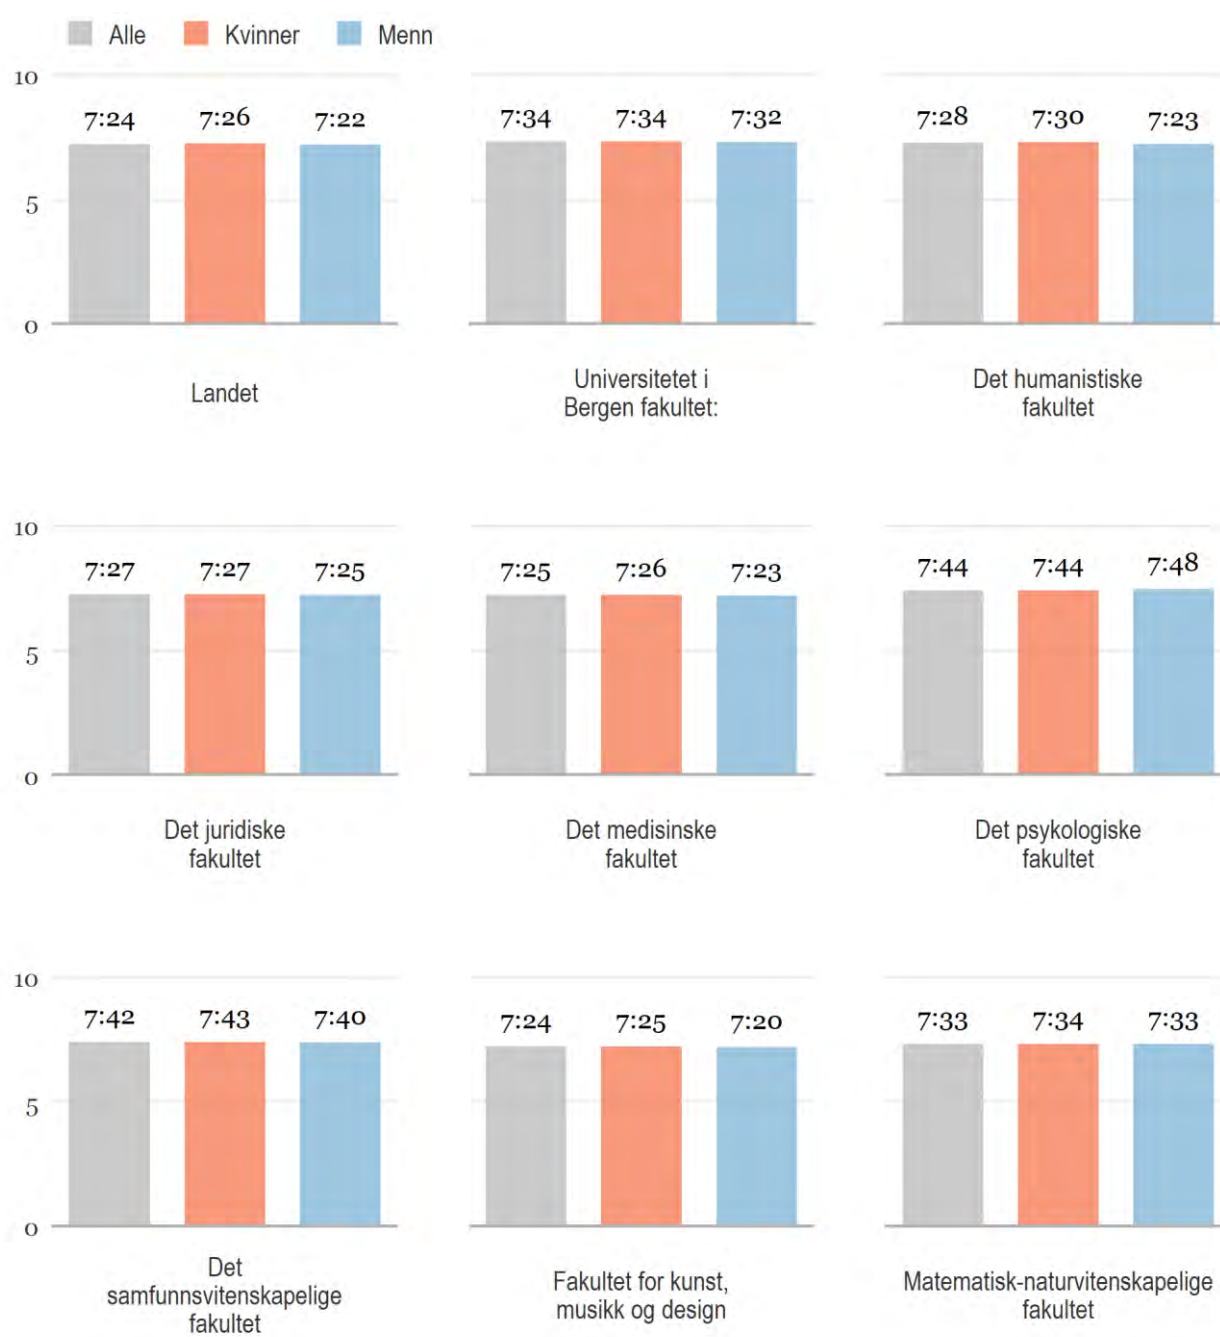 Alle Kvinner Menn
10
7:24 7:26 7:22 7:34 7:34 7:32 7:28 7:30 7:23
5
0
Landet
Universitetet i
Bergen fakultet:
Det humanistiske
fakultet
10
7:27 7:27 7:25 7:25 7:26 7:23 7:44 7:44 7:48
5
0
Det juridiske
fakultet
Det medisinske
fakultet
Det psykologiske
fakultet
10
7:42 7:43 7:40 7:24 7:25 7:20 7:33 7:34 7:33
5
0
Det
samfunnsvitenskapelige
fakultet
Fakultet for kunst,
musikk og design
Matematisk-naturvitenskapelige
fakultet